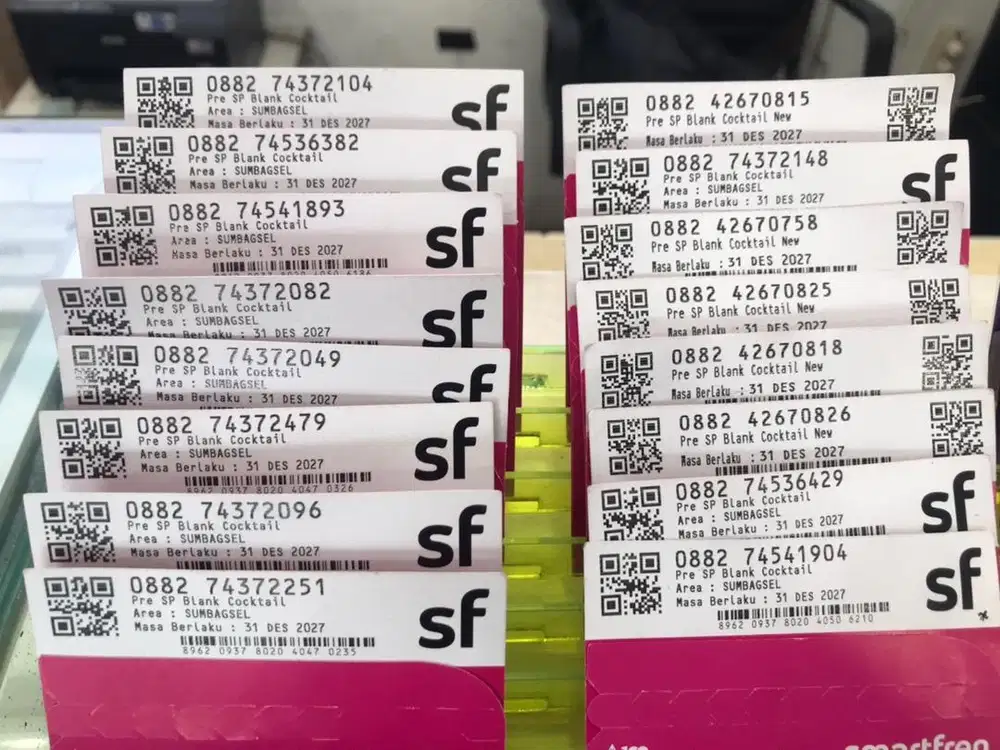 0882 74372104
Pre SP Blank Cocktail
Area : SUMBAGSEL
Masa Berlaku : 31 DES 2027
sf
0882 74536382
Pre SP Blank Cocktail
Area : SUMBAGSEL
Masa Berlaku : 31 DES 2027
sf
0882 74541893
Pre SP Blank Cocktail
Area : SUMBAGSEL
Masa Berlaku : 31 DES 2027
sf
0882 74372082
Pre SP Blank Cocktail
Area : SUMBAGSEL
Masa Berlaku : 31 DES 2027
sf
0882 74372049
Pre SP Blank Cocktail
Area : SUMBAGSEL
Masa Berlaku : 31 DES 2027
sf
0882 74372479
Pre SP Blank Cocktail
Area : SUMBAGSEL
Masa Berlaku : 31 DES 2027
8962 0937 8020 4047 0326
sf
0882 74372096
Pre SP Blank Cocktail
Area : SUMBAGSEL
Masa Berlaku : 31 DES 2027
sf
0882 74372251
Pre SP Blank Cocktail
Area : SUMBAGSEL
Masa Berlaku : 31 DES 2027
8962 0937 8020 4047 0235
sf
0882 42670815
Pre SP Blank Cocktail New
Masa Berlaku : 31 DES 2027
0882 74372148
Pre SP Blank Cocktail
Area : SUMBAGSEL
Masa Berlaku : 31 DES 2027
sf
0882 42670758
Pre SP Blank Cocktail New
Masa Berlaku : 31 DES 2027
0882 42670825
Pre SP Blank Cocktail New
Masa Berlaku : 31 DES 2027
0882 42670818
Pre SP Blank Cocktail New
Masa Berlaku : 31 DES 2027
0882 42670826
Pre SP Blank Cocktail New
Masa Berlaku : 31 DES 2027
0882 74536429
Pre SP Blank Cocktail
Area : SUMBAGSEL
Masa Berlaku : 31 DES 2027
sf
0882 74541904
Pre SP Blank Cocktail
Area : SUMBAGSEL
Masa Berlaku : 31 DES 2027
8962 0937 8020 4050 6210
sf
smartfren